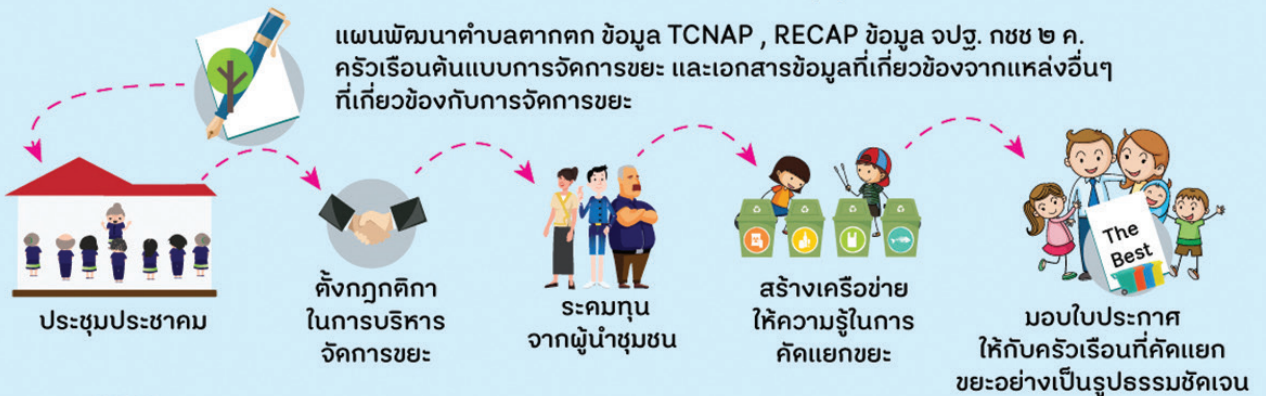 แผนพัฒนาตำบลตากตก ข้อมูล TCNAP , RECAP ข้อมูล จปฐ. กชช ๒ ค.
ครัวเรือนต้นแบบการจัดการขยะ และเอกสารข้อมูลที่เกี่ยวข้องจากแหล่งอื่นๆ
ที่เกี่ยวข้องกับการจัดการขยะ
ประชุมประชาคม
ตั้งกฎกติกา
ในการบริหาร
จัดการขยะ
ระดมทุน
จากผู้นำชุมชน
สร้างเครือข่าย
ให้ความรู้ในการ
คัดแยกขยะ
The
Best
มอบใบประกาศ
ให้กับครัวเรือนที่คัดแยก
ขยะอย่างเป็นรูปธรรมชัดเจน